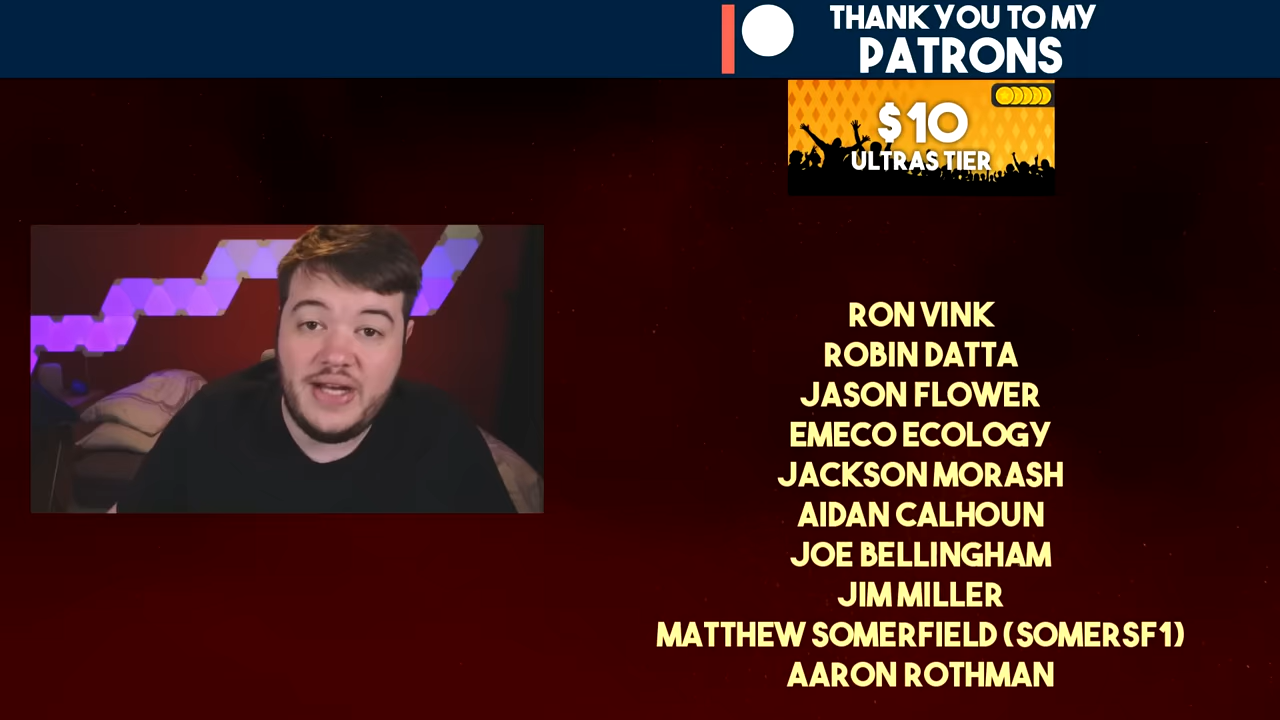 THANK YOU TO MY
PATRONS
$10
ULTRAS TIER
RON VINK
ROBIN DATTA
JASON FLOWER
EMECO ECOLOGY
JACKSON MORASH
AIDAN CALHOUN
JOE BELLINGHAM
JIM MILLER
MATTHEW SOMERFIELD (SOMERSF1)
AARON ROTHMAN